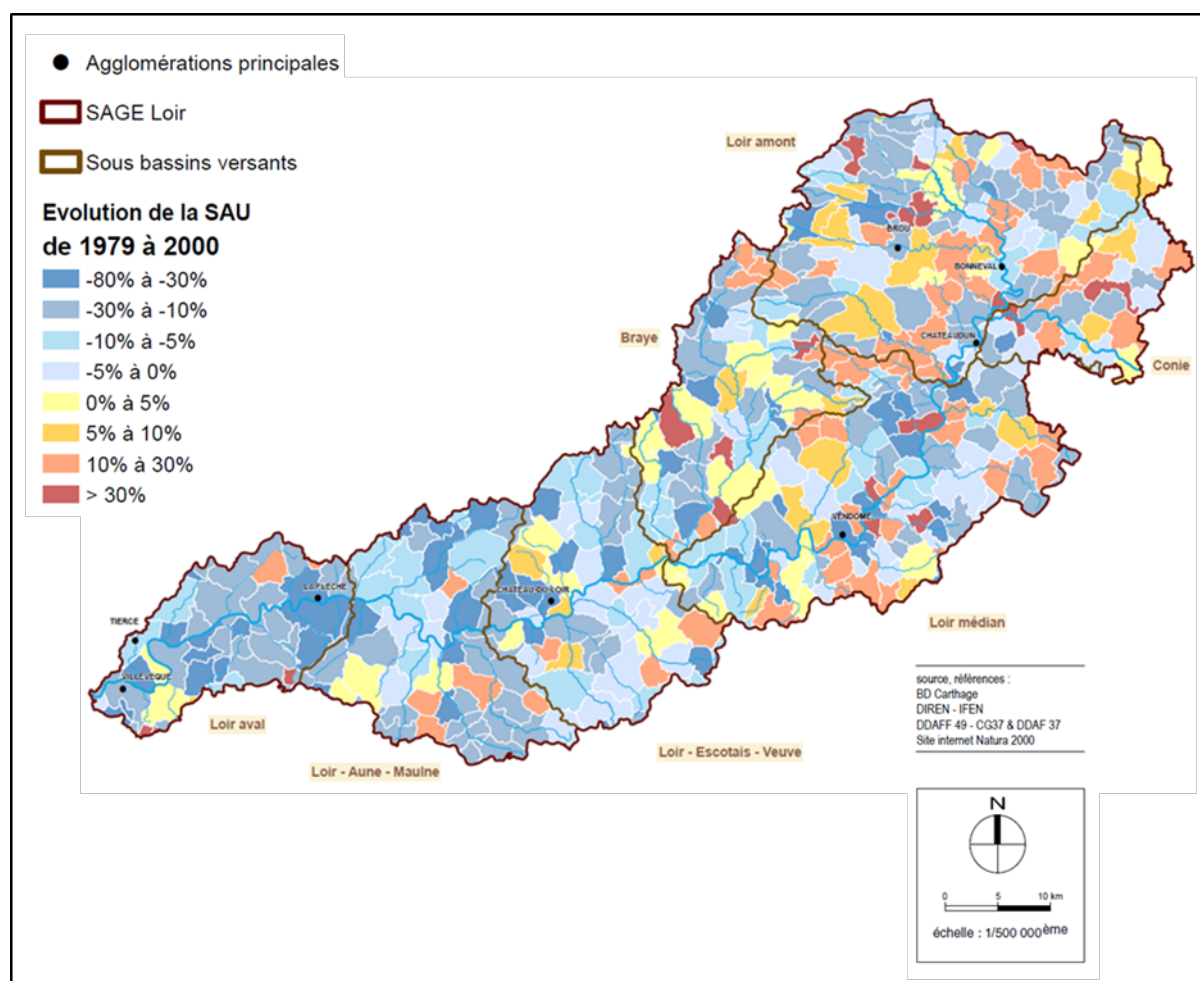 Agglomérations principales
SAGE Loir
Sous bassins versants
Evolution de la SAU
de 1979 à 2000
-80% à -30%
-30% à -10%
-10% à -5%
-5% à 0%
0% à 5%
5% à 10%
10% à 30%
> 30%
Loir amont
BROU
BONNEVAL
Braye
CHATEAUDUN
Conie
VENDOME
LA FLECHE
CHATEAU-DU-LOIR
TIERCE
Loir médian
VILLEVEQUE
Loir aval
Loir - Escotais - Veuve
Loir - Aune - Maulne
source, références :
BD Carthage
DIREN - IFEN
DDAFF 49 - CG37 & DDAF 37
Site internet Natura 2000
N
0 5 10 km
échelle : 1/500 000ème